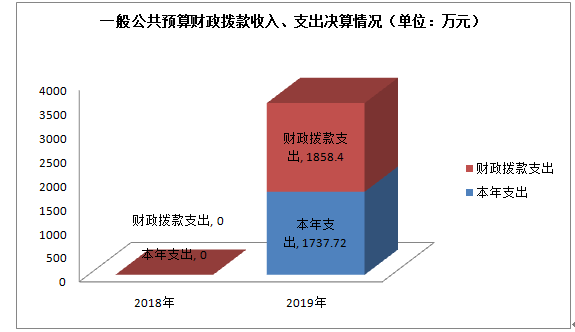 一般公共预算财政拨款收入、支出决算情况（单位：万元）
4000
3500
3000
2500
2000
1500
1000
500
0
财政拨款支出, 0
本年支出, 0
财政拨款支
出, 1858.4
本年支
出, 1737.72
2018年
2019年
财政拨款支出
本年支出